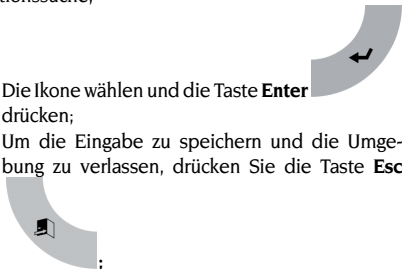 Die Ikone wählen und die Taste Enter
drücken;
Um die Eingabe zu speichern und die Umge-
bung zu verlassen, drücken Sie die Taste Esc
;